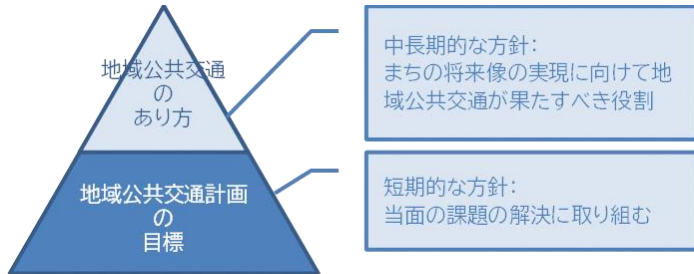 地域公共交通
の
あり方
中長期的な方針：
まちの将来像の実現に向けて地
域公共交通が果たすべき役割
地域公共交通計画
の
目標
短期的な方針：
当面の課題の解決に取り組む